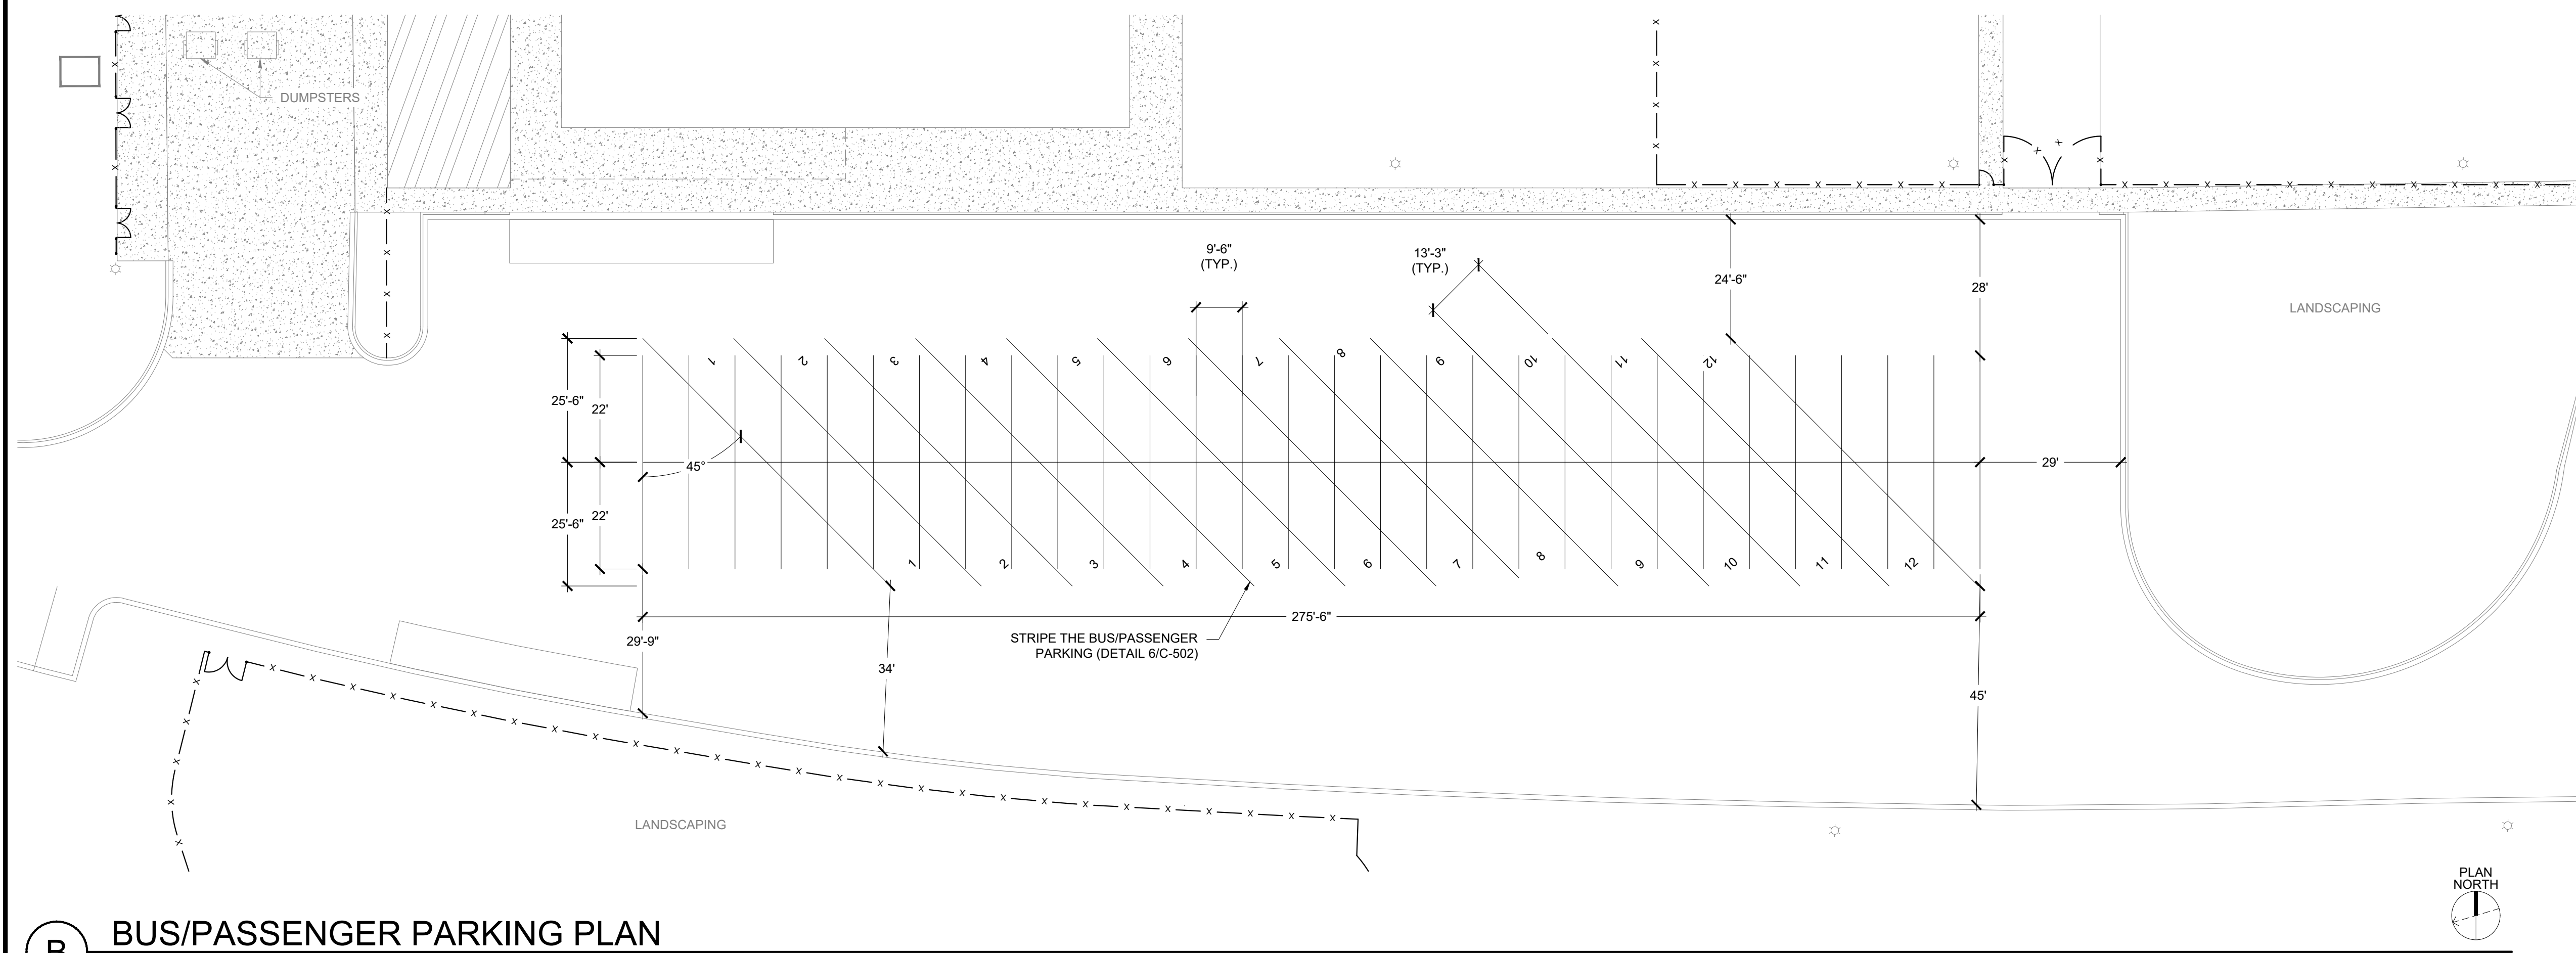 DUMPSTERS
9'-6"
(TYP.)
13'-3"
(TYP.)
24'-6"
28'
LANDSCAPING
1 2 3 4 5 6 7 8 9 10 11 12
25'-6"
22'
45°
29'
25'-6"
22'
1 2 3 4 5 6 7 8 9 10 11 12
275'-6"
29'-9"
STRIPE THE BUS/PASSENGER
PARKING (DETAIL 6/C-502)
34'
45'
LANDSCAPING
PLAN
NORTH
B
BUS/PASSENGER PARKING PLAN